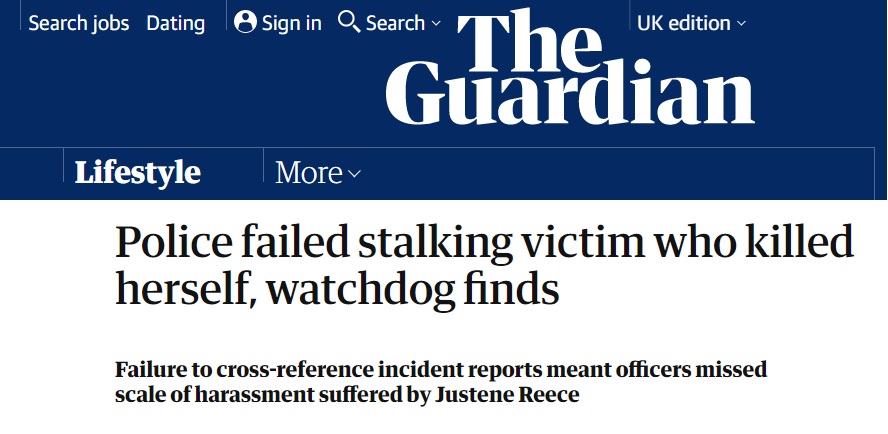 Search jobs Dating Sign in Search UK edition
The
Guardian
Lifestyle More
Police failed stalking victim who killed
herself, watchdog finds
Failure to cross-reference incident reports meant officers missed
scale of harassment suffered by Justene Reece